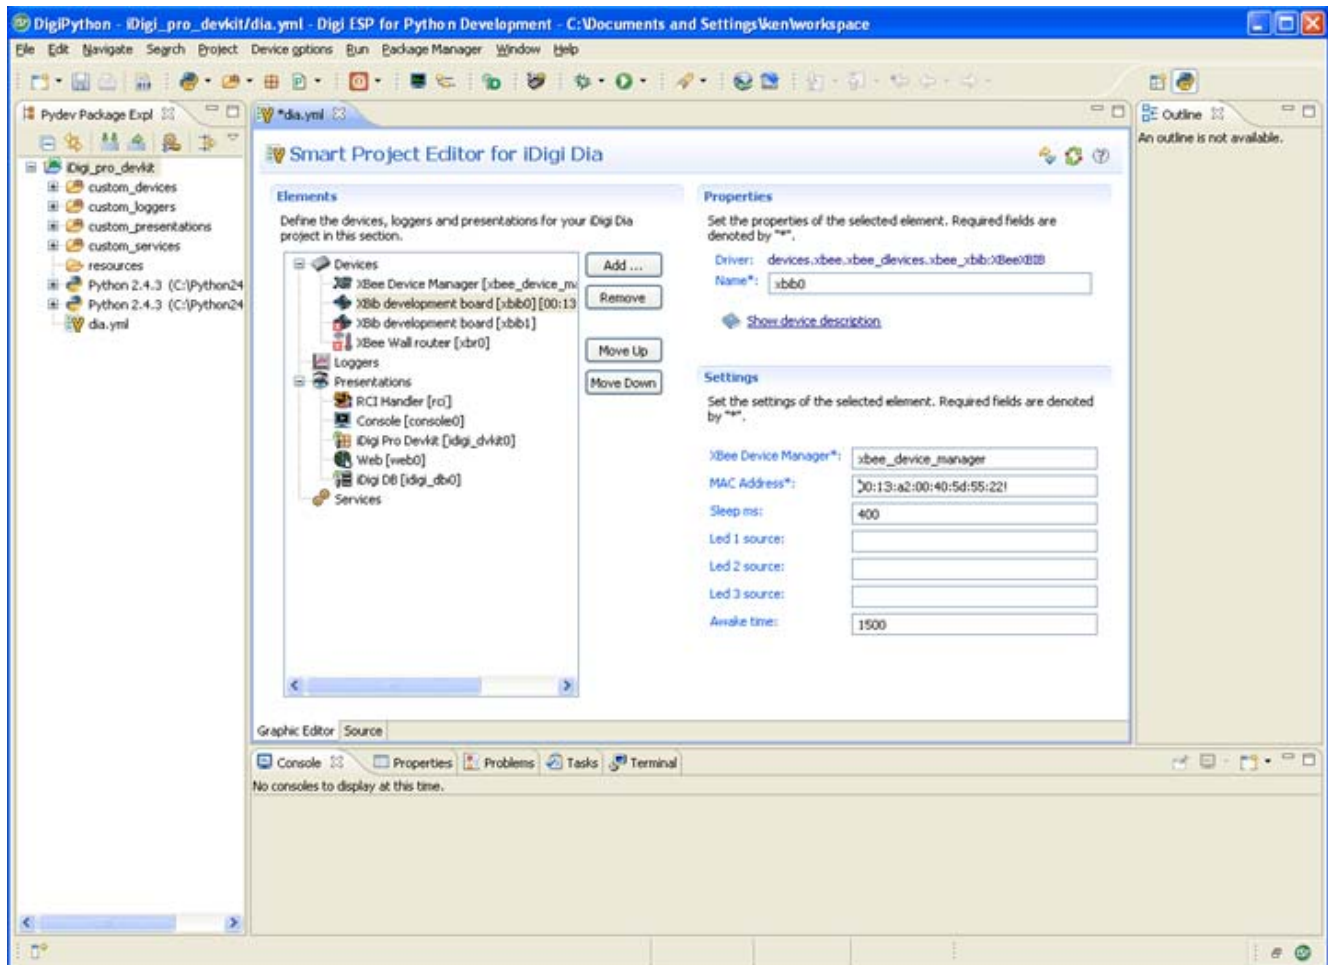 DigiPython - iDigi_pro_devkit/dia.yml - Digi ESP for Python Development - C:\Documents and Settings\ken\workspace
File Edit Navigate Search Project Device options Run Package Manager Window Help
Pydev Package Expl
iDigi_pro_devkit
custom_devices
custom_loggers
custom_presentations
custom_services
resources
Python 2.4.3 (C:\Python24
Python 2.4.3 (C:\Python24
dia.yml
*dia.yml
Smart Project Editor for iDigi Dia
Elements
Define the devices, loggers and presentations for your iDigi Dia
project in this section.
Devices
XBee Device Manager [xbee_device_ma
XBib development board [xbib0] [00:13
XBib development board [xbib1]
XBee Wall router [xbr0]
Loggers
Presentations
RCI Handler [rci]
Console [console0]
iDigi Pro Devkit [idigi_dvkit0]
Web [web0]
iDigi DB [idigi_db0]
Services
Add ...
Remove
Move Up
Move Down
Properties
Set the properties of the selected element. Required fields are
denoted by "*".
Driver: devices.xbee.xbee_devices.xbee_xbib:XBeeXBIB
Name*: xbib0
Show device description
Settings
Set the settings of the selected element. Required fields are denoted
by "*".
XBee Device Manager*: xbee_device_manager
MAC Address*: 00:13:a2:00:40:5d:55:22!
Sleep ms: 400
Led 1 source:
Led 2 source:
Led 3 source:
Awake time: 1500
Graphic Editor Source
Outline
An outline is not available.
Console Properties Problems Tasks Terminal
No consoles to display at this time.